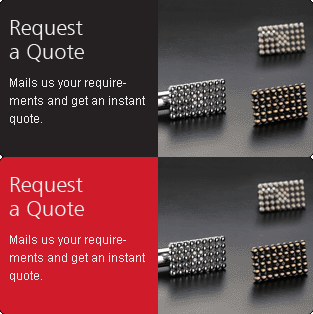 Request
a Quote
Mails us your require-
ments and get an instant
quote.
Request
a Quote
Mails us your require-
ments and get an instant
quote.